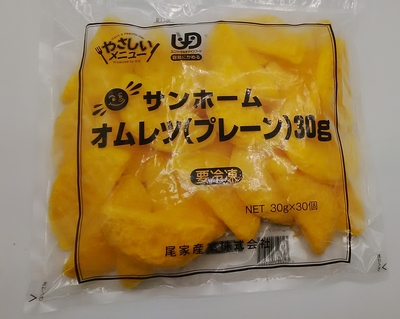 やさしい
メニュー
UDF
容易にかめる
サンホーム
オムレツ(プレーン)30g
要冷凍
NET 30g×30個
尾家産業株式会社